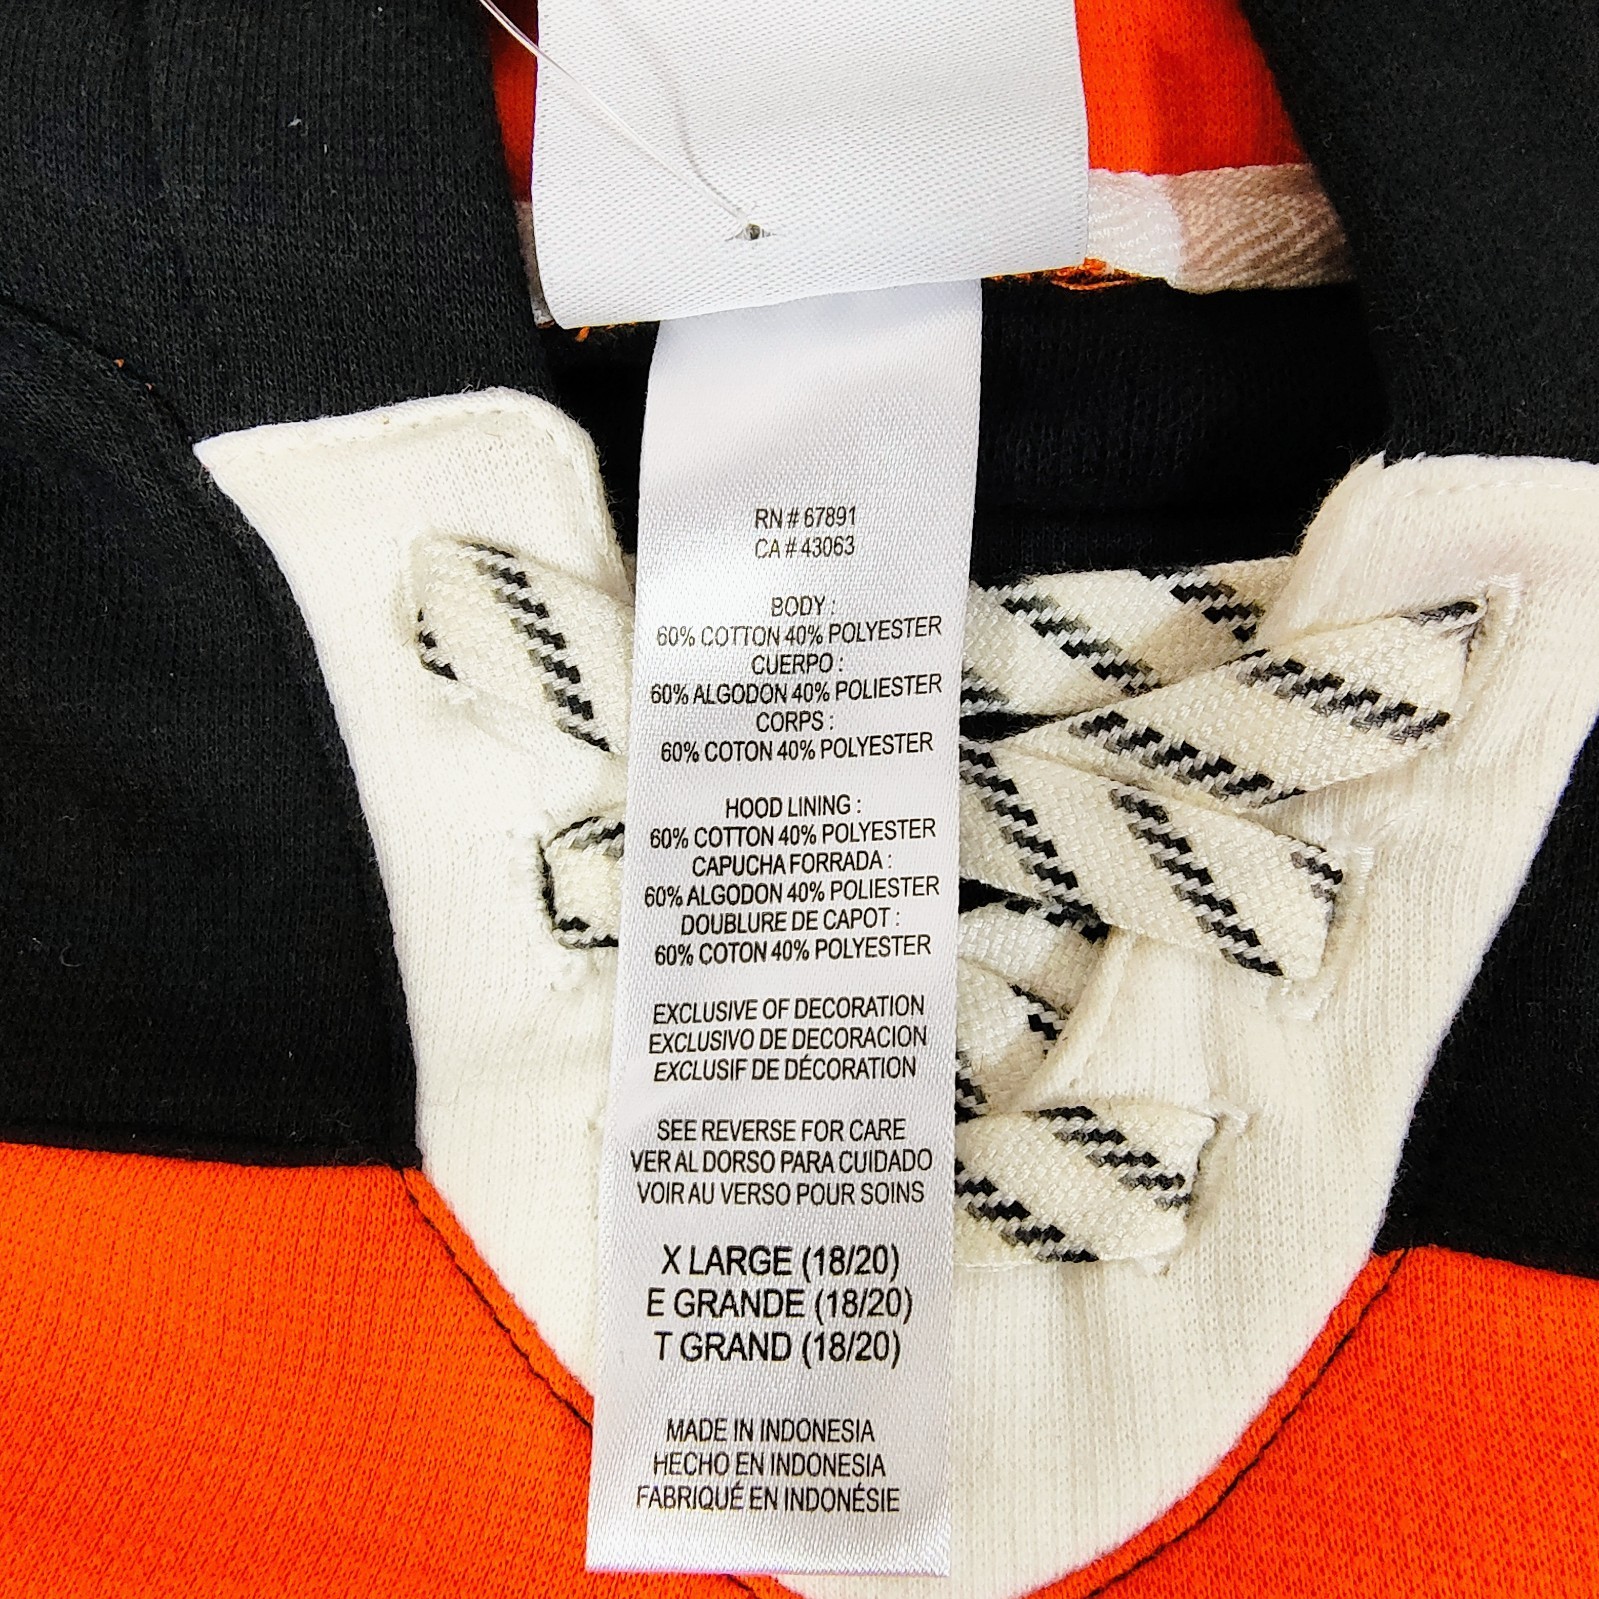 RN # 67891
CA # 43063
BODY :
60% COTTON 40% POLYESTER
CUERPO :
60% ALGODON 40% POLIESTER
CORPS :
60% COTON 40% POLYESTER
HOOD LINING :
60% COTTON 40% POLYESTER
CAPUCHA FORRADA :
60% ALGODON 40% POLIESTER
DOUBLURE DE CAPOT :
60% COTON 40% POLYESTER
EXCLUSIVE OF DECORATION
EXCLUSIVO DE DECORACION
EXCLUSIF DE DÉCORATION
SEE REVERSE FOR CARE
VER AL DORSO PARA CUIDADO
VOIR AU VERSO POUR SOINS
X LARGE (18/20)
E GRANDE (18/20)
T GRAND (18/20)
MADE IN INDONESIA
HECHO EN INDONESIA
FABRIQUÉ EN INDONÉSIE